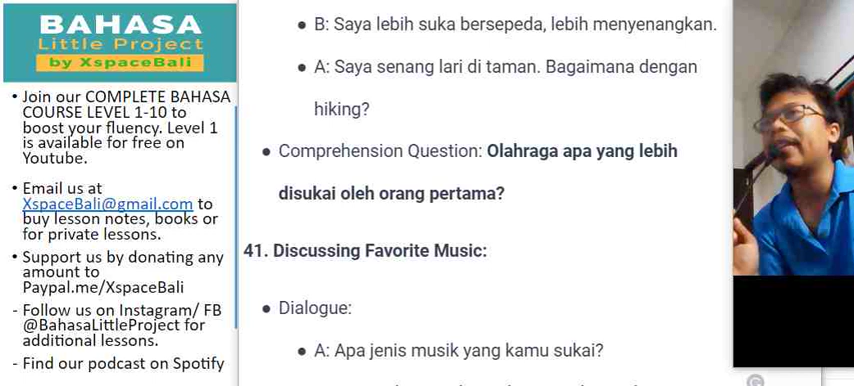 BAHASA
Little Project
by XspaceBali
• Join our COMPLETE BAHASA
COURSE LEVEL 1-10 to
boost your fluency. Level 1
is available for free on
Youtube.
• Email us at
XspaceBali@gmail.com to
buy lesson notes, books or
for private lessons.
• Support us by donating any
amount to
Paypal.me/XspaceBali
- Follow us on Instagram/ FB
@BahasaLittleProject for
additional lessons.
- Find our podcast on Spotify
● B: Saya lebih suka bersepeda, lebih menyenangkan.
● A: Saya senang lari di taman. Bagaimana dengan
hiking?
● Comprehension Question: Olahraga apa yang lebih
disukai oleh orang pertama?
41. Discussing Favorite Music:
● Dialogue:
● A: Apa jenis musik yang kamu sukai?